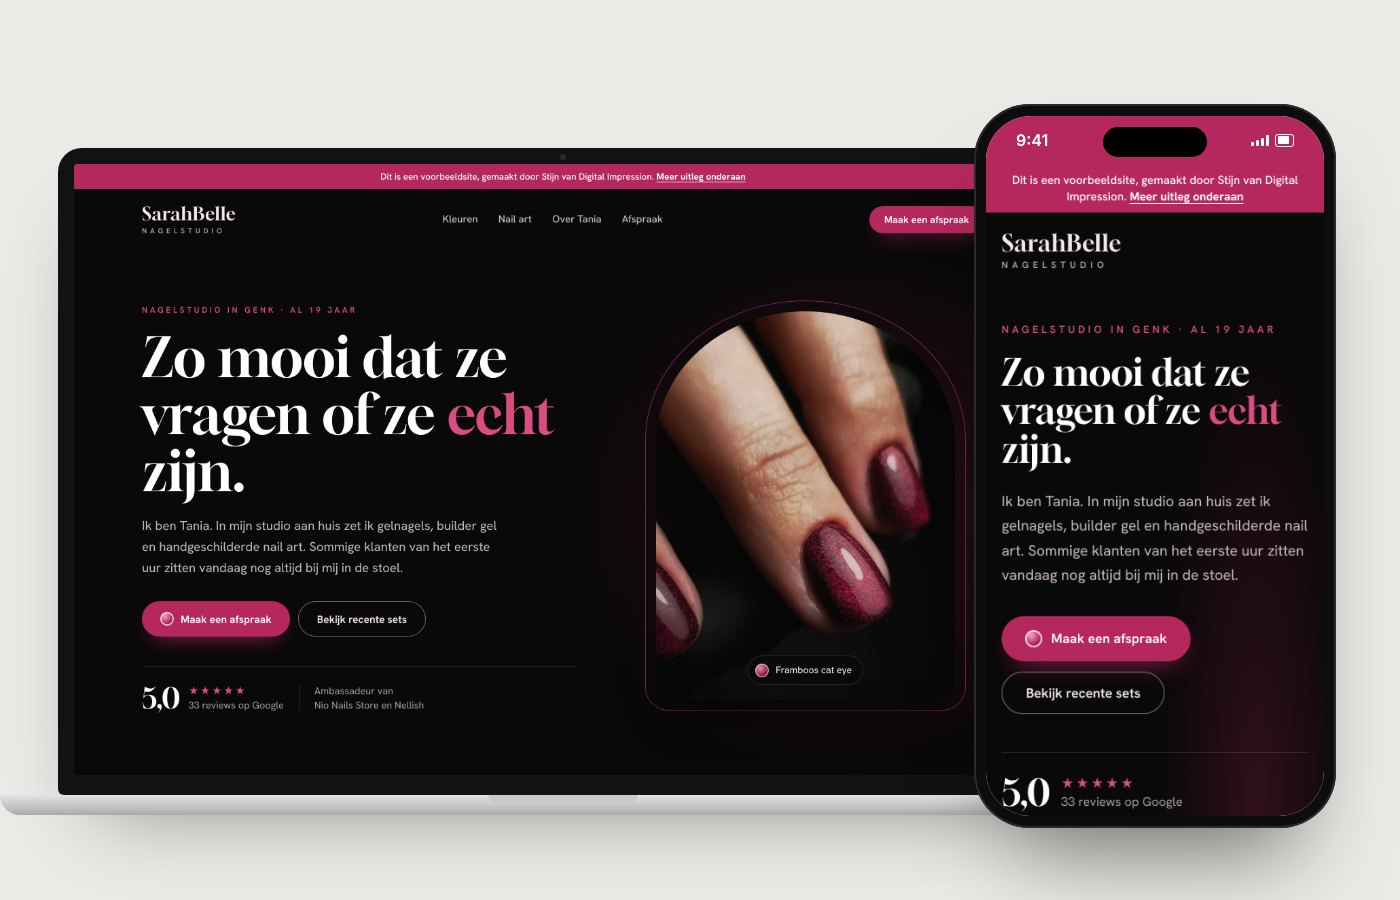 Dit is een voorbeeldsite, gemaakt door Stijn van Digital Impression. Meer uitleg onderaan
SarahBelle
NAGELSTUDIO
Kleuren
Nail art
Over Tania
Afspraak
Maak een afspraak
NAGELSTUDIO IN GENK · AL 19 JAAR
Zo mooi dat ze
vragen of ze echt
zijn.
Ik ben Tania. In mijn studio aan huis zet ik gelnagels, builder gel
en handgeschilderde nail art. Sommige klanten van het eerste
uur zitten vandaag nog altijd bij mij in de stoel.
Maak een afspraak
Bekijk recente sets
5,0
★★★★★
33 reviews op Google
Ambassadeur van
Nio Nails Store en Nellish
Framboos cat eye
9:41
Dit is een voorbeeldsite, gemaakt door Stijn van Digital
Impression. Meer uitleg onderaan
SarahBelle
NAGELSTUDIO
NAGELSTUDIO IN GENK · AL 19 JAAR
Zo mooi dat ze
vragen of ze echt
zijn.
Ik ben Tania. In mijn studio aan huis zet ik
gelnagels, builder gel en handgeschilderde nail
art. Sommige klanten van het eerste uur zitten
vandaag nog altijd bij mij in de stoel.
Maak een afspraak
Bekijk recente sets
5,0
★★★★★
33 reviews op Google